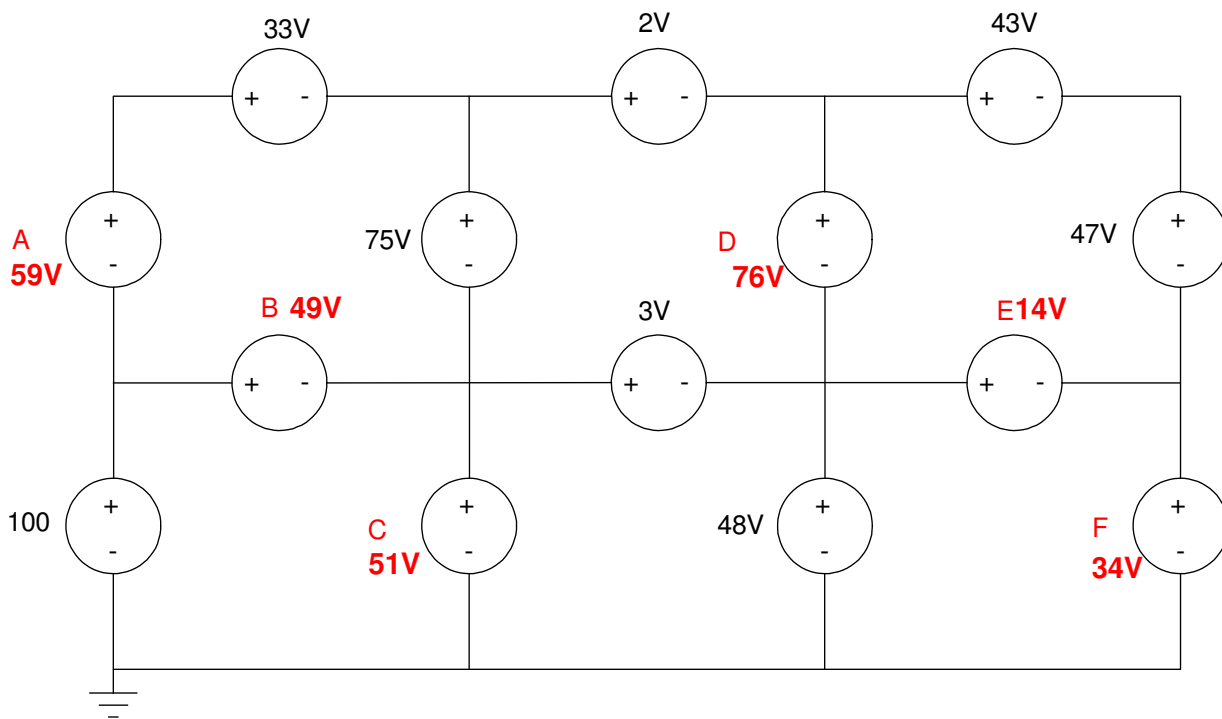 33V
2V
43V
+ -
+ -
+ -
+
-
+
-
+
-
+
-
A
59V
75V
D
76V
47V
B 49V
3V
E14V
+ -
+ -
+ -
+
-
+
-
+
-
+
-
100
C
51V
48V
F
34V